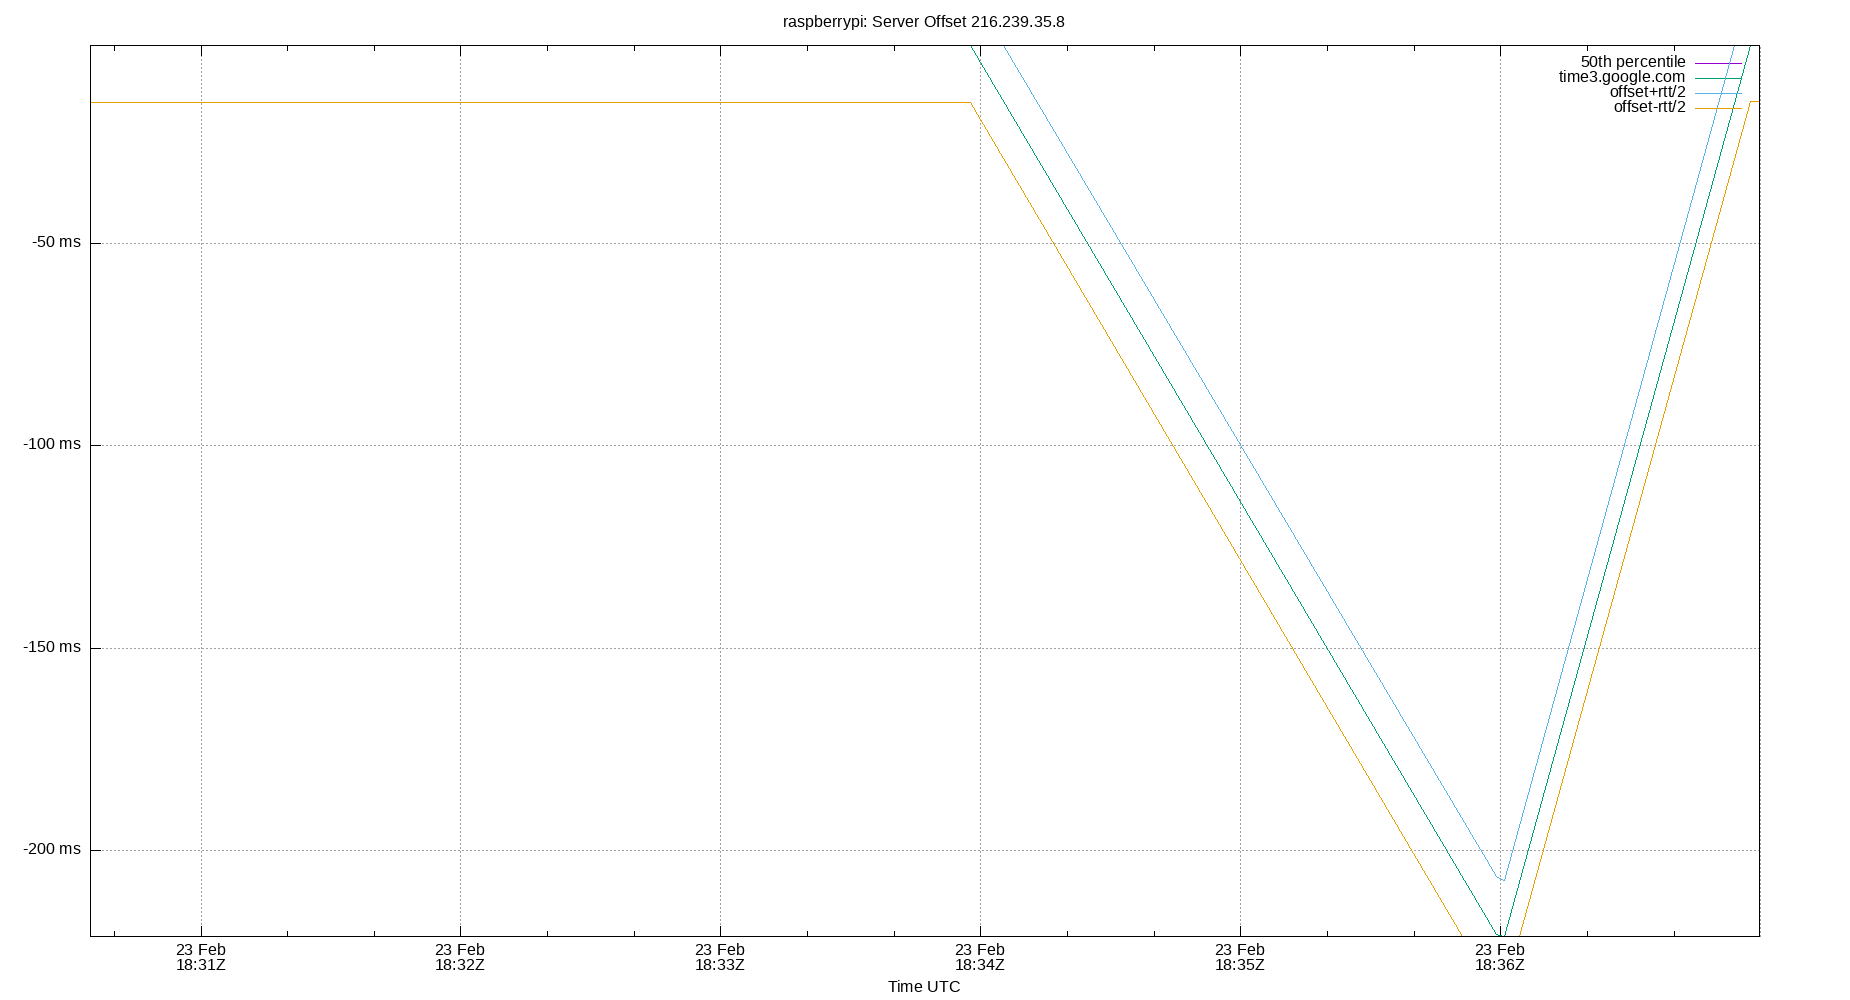 raspberrypi: Server Offset 216.239.35.8
50th percentile
time3.google.com
offset+rtt/2
offset-rtt/2
-50 ms
-100 ms
-150 ms
-200 ms
23 Feb 23 Feb 23 Feb 23 Feb 23 Feb 23 Feb
18:31Z 18:32Z 18:33Z 18:34Z 18:35Z 18:36Z
Time UTC